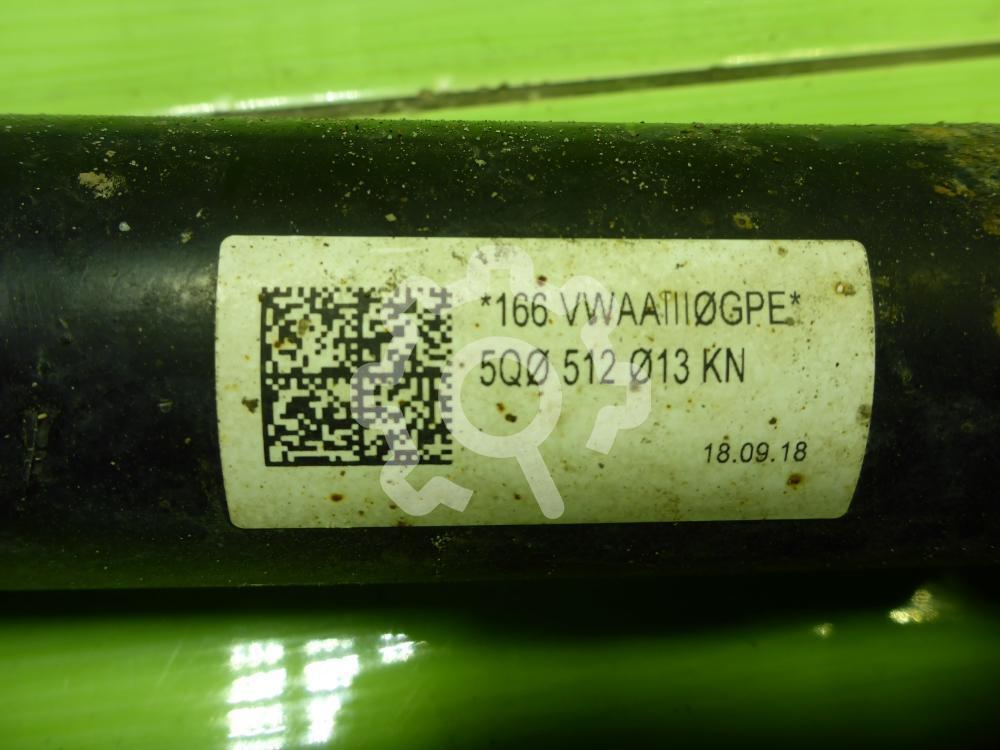 *166 VWAAIIIØGPE*
5QØ 512 Ø13 KN
18.09.18